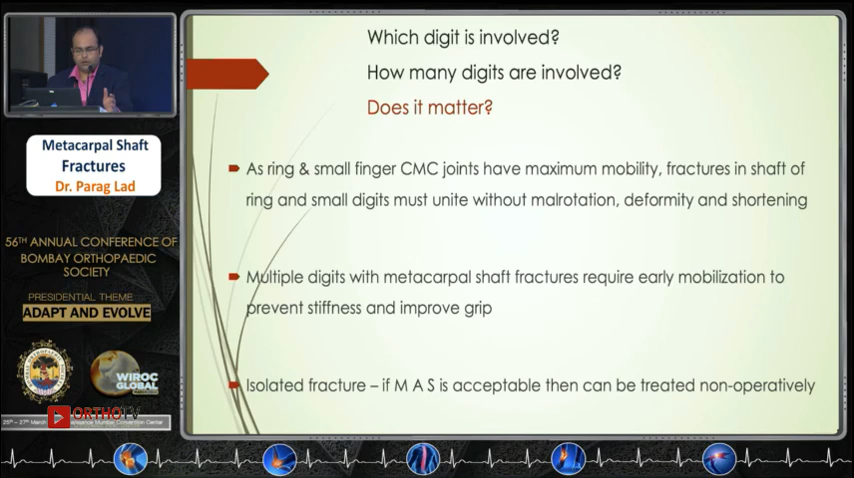 Which digit is involved?
How many digits are involved?
Does it matter?
As ring & small finger CMC joints have maximum mobility, fractures in shaft of
ring and small digits must unite without malrotation, deformity and shortening
Multiple digits with metacarpal shaft fractures require early mobilization to
prevent stiffness and improve grip
Isolated fracture – if M A S is acceptable then can be treated non-operatively
Metacarpal Shaft
Fractures
Dr. Parag Lad
56TH ANNUAL CONFERENCE OF
BOMBAY ORTHOPAEDIC
SOCIETY
PRESIDENTIAL THEME
ADAPT AND EVOLVE
WIROC
GLOBAL
ORTHOTV
25th – 27th March
Mumbai Convention Center